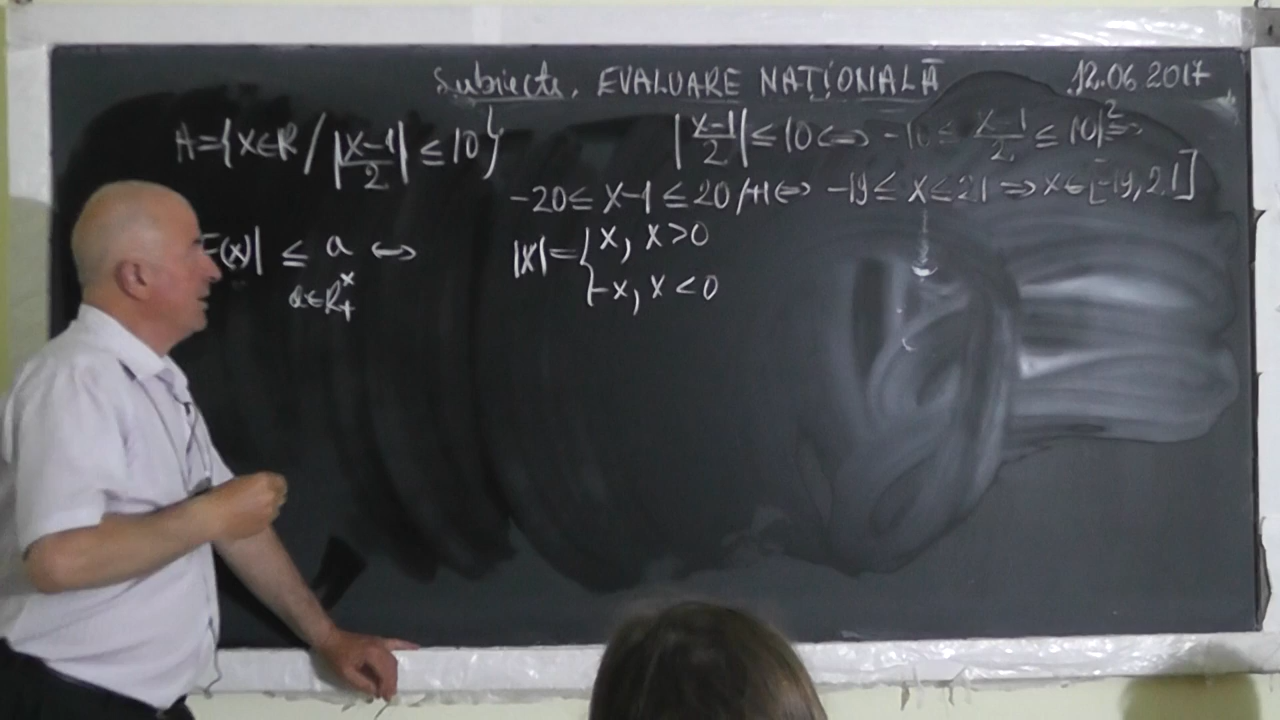 Subiecte, EVALUARE NAȚIONALĂ 12.06.2017
A={x∈R / |x-1/2| ≤ 10}
|x-1/2| ≤ 10 <=> -10 ≤ x-1/2 ≤ 10|·2 =>
-20 ≤ x-1 ≤ 20 /+1 <=> -19 ≤ x ≤ 21 => x∈[-19, 21]
F(x)| ≤ a <=>
a∈R*+
|x|={x, x>0
{-x, x<0